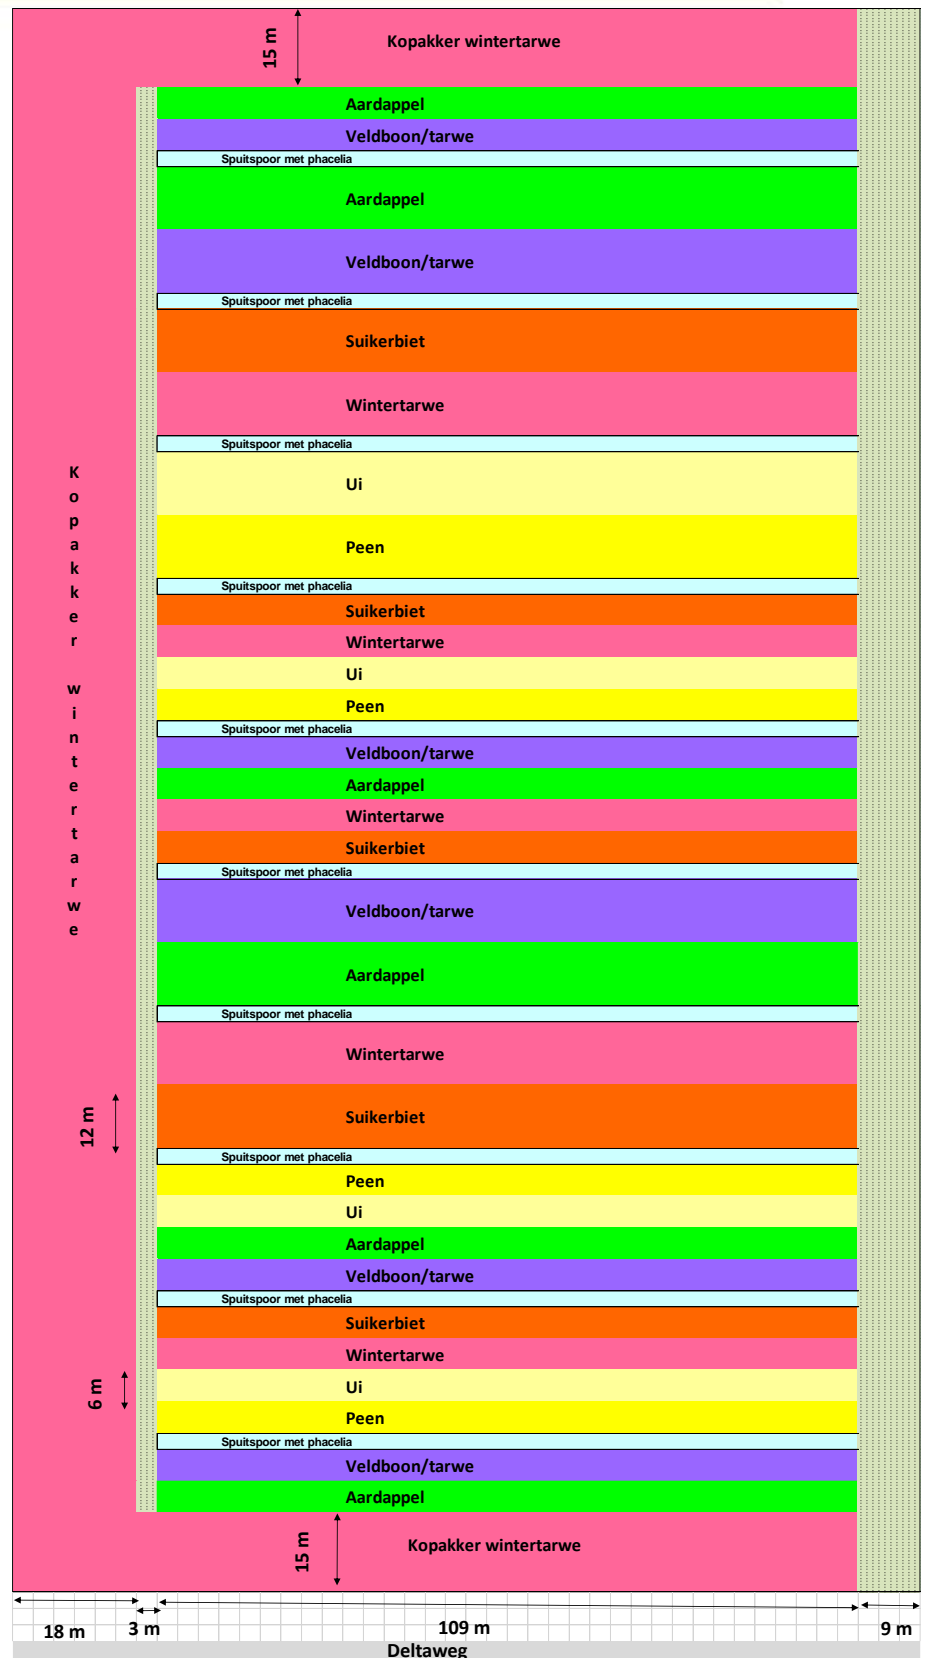 15 m
Kopakker wintertarwe
Aardappel
Veldboon/tarwe
Spuitspoor met phacelia
Aardappel
Veldboon/tarwe
Spuitspoor met phacelia
Suikerbiet
Wintertarwe
Spuitspoor met phacelia
Ui
Peen
Spuitspoor met phacelia
Suikerbiet
Wintertarwe
Ui
Peen
Spuitspoor met phacelia
Veldboon/tarwe
Aardappel
Wintertarwe
Suikerbiet
Spuitspoor met phacelia
Veldboon/tarwe
Aardappel
Spuitspoor met phacelia
Wintertarwe
Suikerbiet
Spuitspoor met phacelia
Peen
Ui
Aardappel
Veldboon/tarwe
Spuitspoor met phacelia
Suikerbiet
Wintertarwe
Ui
Peen
Spuitspoor met phacelia
Veldboon/tarwe
Aardappel
Kopakker wintertarwe
15 m
Kopakker wintertarwe
12 m
6 m
18 m
3 m
109 m
9 m
Deltaweg